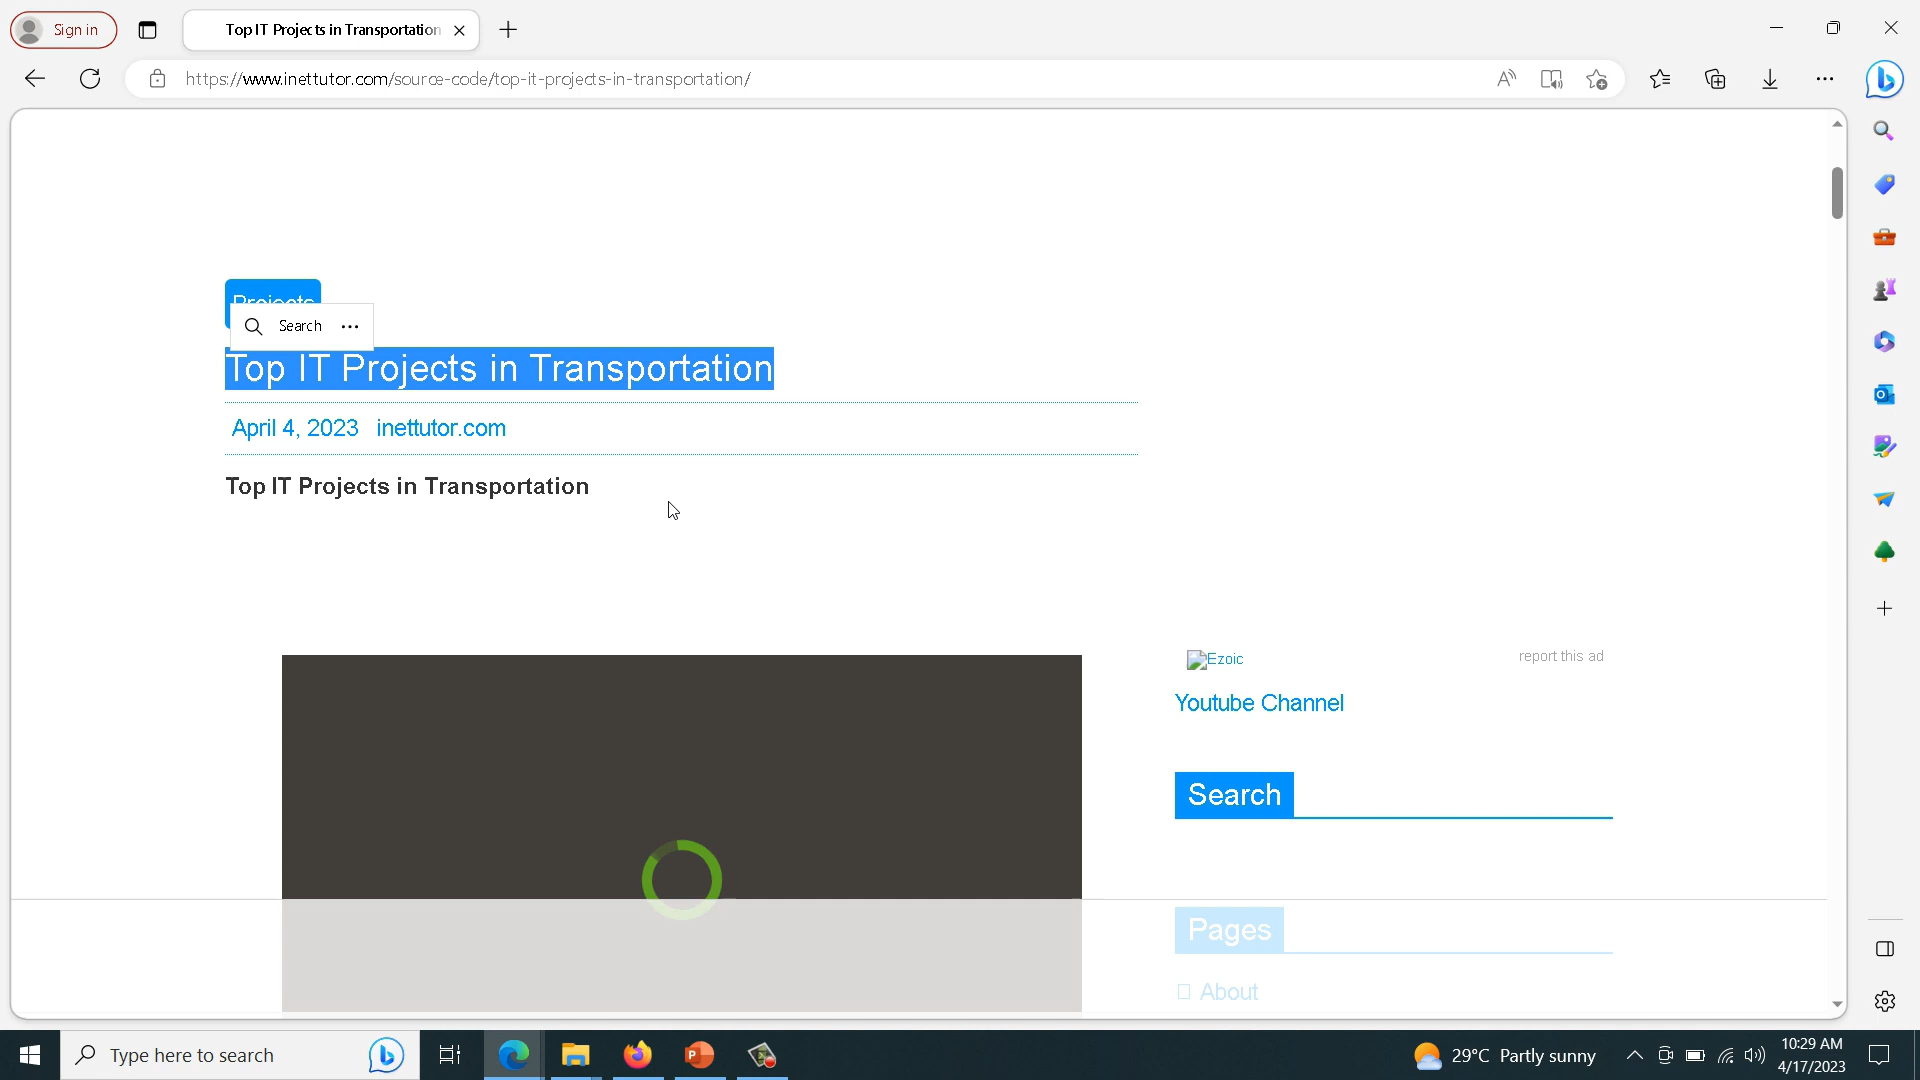 Sign in
Top IT Projects in Transportation
https://www.inettutor.com/source-code/top-it-projects-in-transportation/
Projects
Search
Top IT Projects in Transportation
April 4, 2023 inettutor.com
Top IT Projects in Transportation
Ezoic
report this ad
Youtube Channel
Search
Pages
About
Type here to search
29°C Partly sunny
10:29 AM
4/17/2023